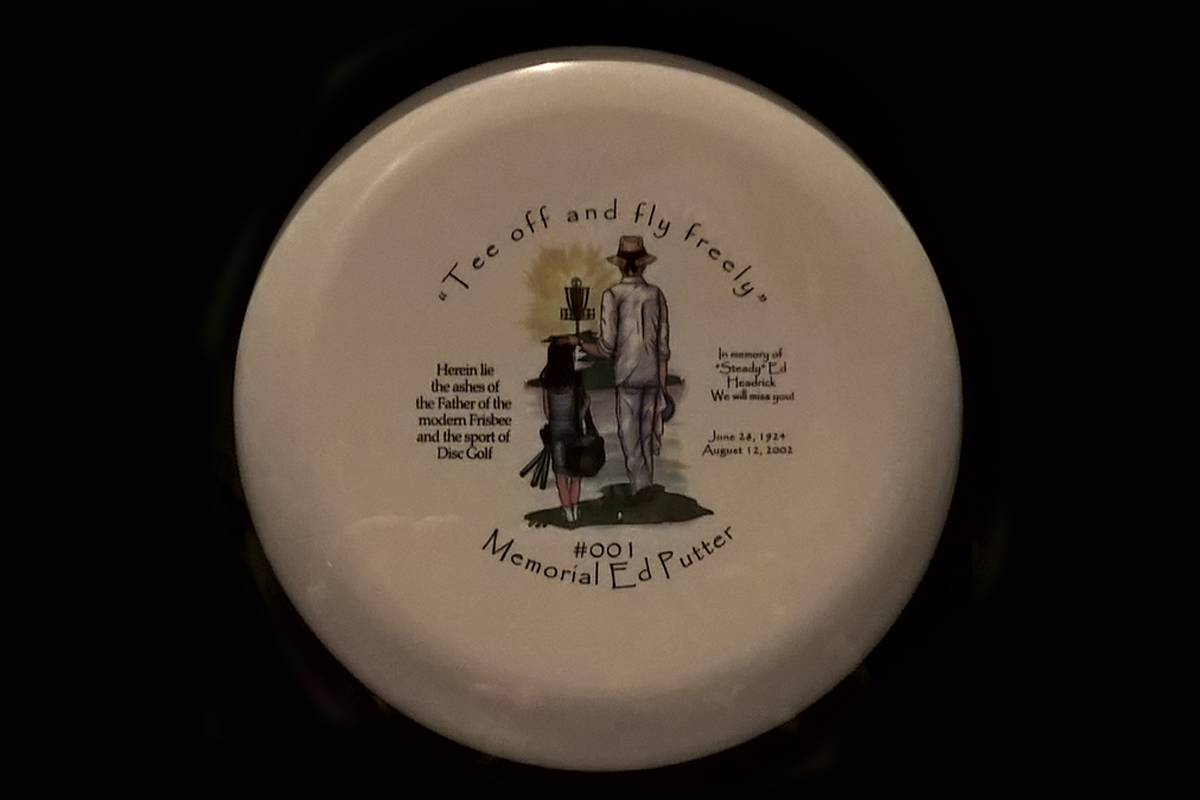 “Tee off and fly freely”
Herein lie
the ashes of
the Father of the
modern Frisbee
and the sport of
Disc Golf
In memory of
"Steady" Ed
Headrick
We will miss you!
June 28, 1924
August 12, 2002
#001
Memorial Ed Putter